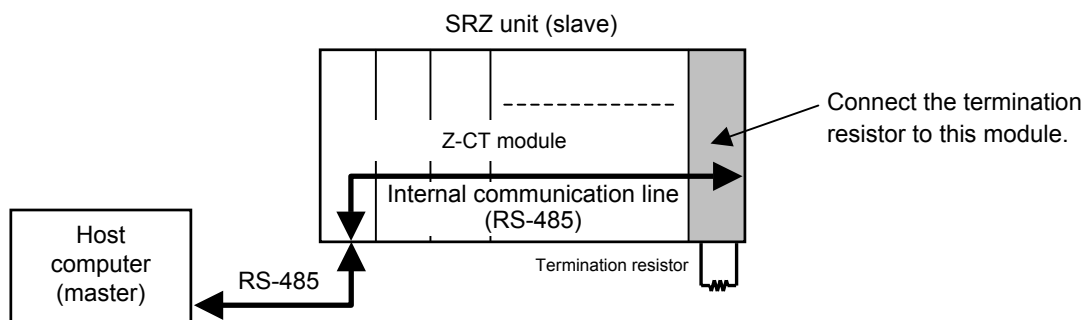 SRZ unit (slave)
Connect the termination
resistor to this module.
Z-CT module
Internal communication line
(RS-485)
Host
computer
(master)
RS-485
Termination resistor